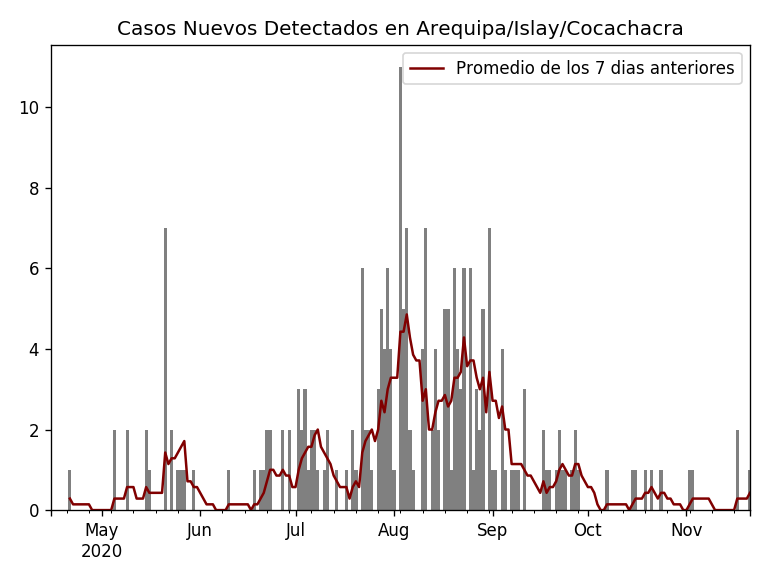 Casos Nuevos Detectados en Arequipa/Islay/Cocachacra
Promedio de los 7 dias anteriores
10
8
6
4
2
0
May Jun Jul Aug Sep Oct Nov
2020